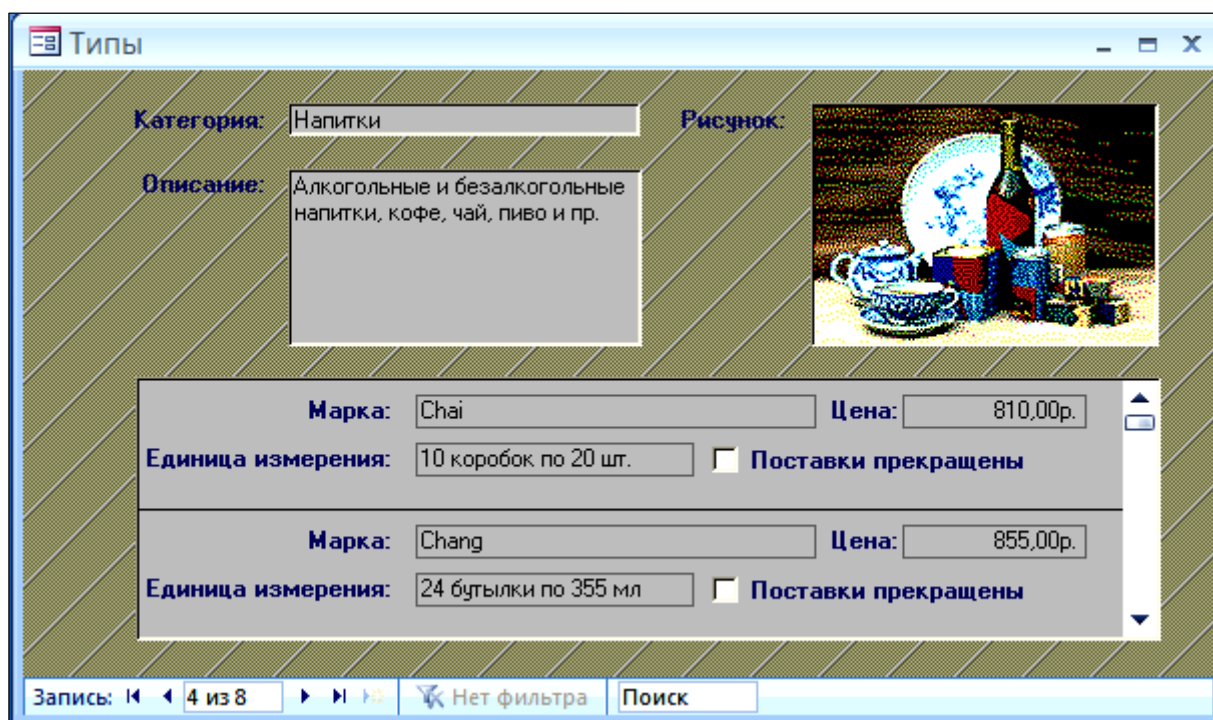 Типы
Категория: Напитки Рисунок:
Описание: Алкогольные и безалкогольные
напитки, кофе, чай, пиво и пр.
Марка: Chai Цена: 810,00р.
Единица измерения: 10 коробок по 20 шт. Поставки прекращены
Марка: Chang Цена: 855,00р.
Единица измерения: 24 бутылки по 355 мл Поставки прекращены
Запись: 4 из 8 Нет фильтра Поиск